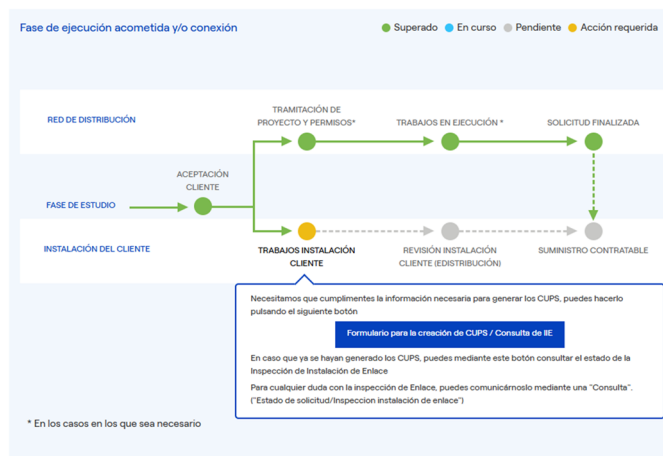 Fase de ejecución acometida y/o conexión
Superado
En curso
Pendiente
Acción requerida
RED DE DISTRIBUCIÓN
TRAMITACIÓN DE
PROYECTO Y PERMISOS*
TRABAJOS EN EJECUCIÓN *
SOLICITUD FINALIZADA
ACEPTACIÓN
CLIENTE
FASE DE ESTUDIO
INSTALACIÓN DEL CLIENTE
TRABAJOS INSTALACIÓN
CLIENTE
REVISIÓN INSTALACIÓN
CLIENTE (EDISTRIBUCIÓN)
SUMINISTRO CONTRATABLE
Necesitamos que cumplimentes la información necesaria para generar los CUPS, puedes hacerlo
pulsando el siguiente botón
Formulario para la creación de CUPS / Consulta de IIE
En caso que ya se hayan generado los CUPS, puedes mediante este botón consultar el estado de la
Inspección de Instalación de Enlace
Para cualquier duda con la inspección de Enlace, puedes comunicárnoslo mediante una "Consulta".
("Estado de solicitud/Inspeccion instalación de enlace")
* En los casos en los que sea necesario